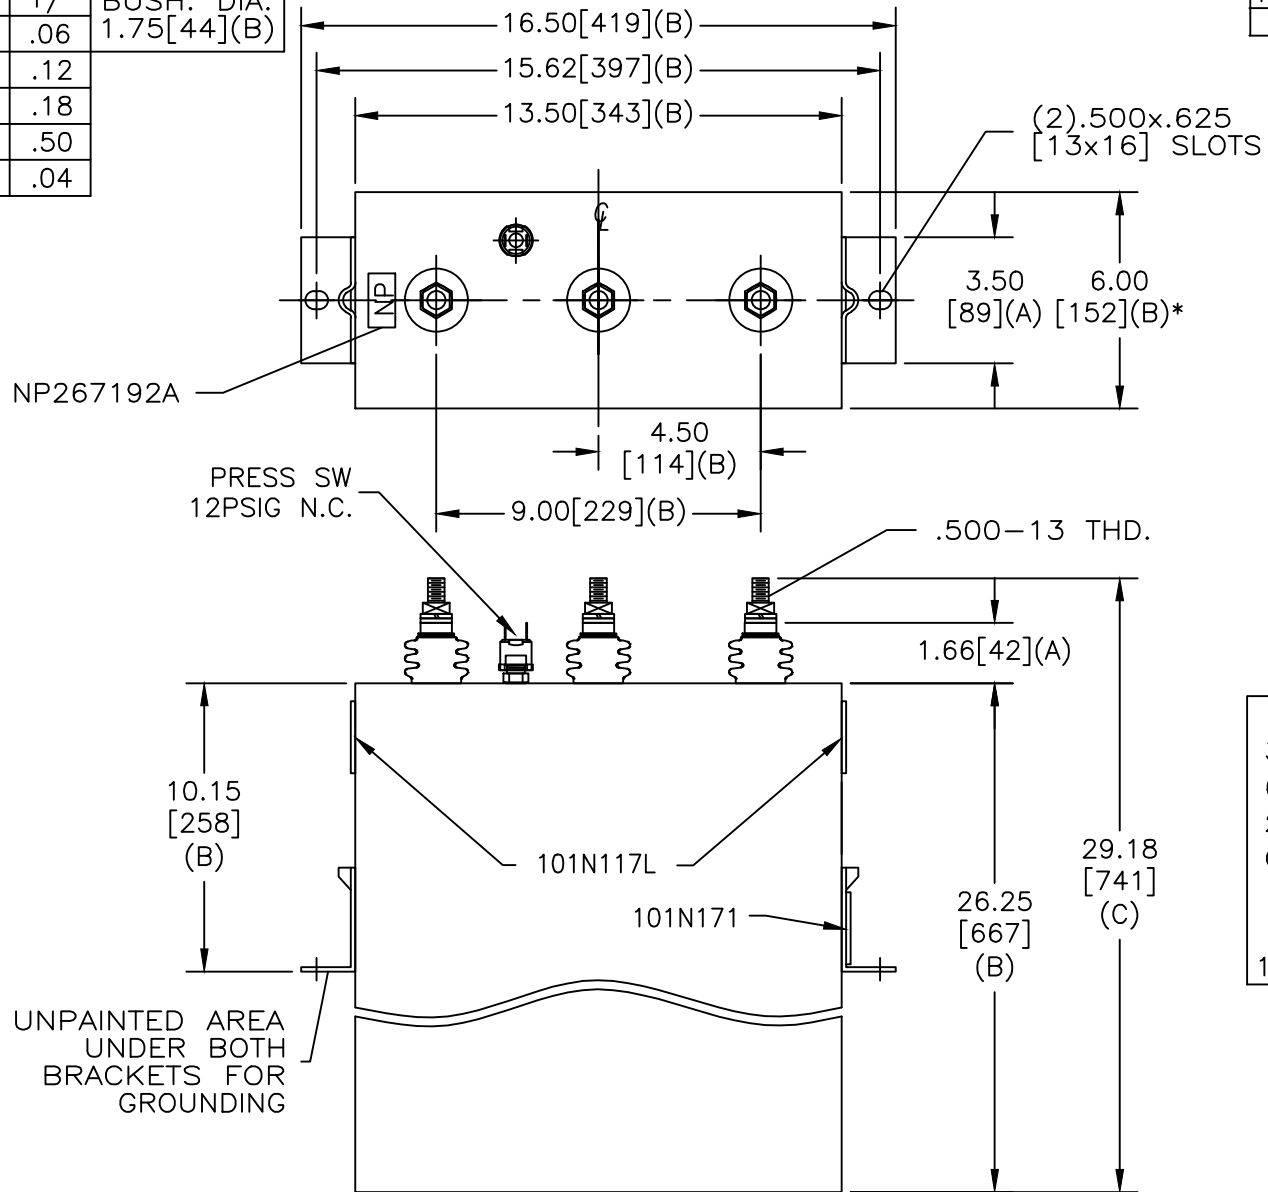 +/
BUSH. DIA.
1.75[44](B)
.06
.12
.18
.50
.04
16.50[419](B)
15.62[397](B)
13.50[343](B)
(2).500x.625
[13x16] SLOTS
℄
NP
3.50
[89](A)
6.00
[152](B)*
NP267192A
4.50
[114](B)
PRESS SW
12PSIG N.C.
9.00[229](B)
.500-13 THD.
1.66[42](A)
10.15
[258]
(B)
101N117L
101N171
29.18
[741]
(C)
26.25
[667]
(B)
UNPAINTED AREA
UNDER BOTH
BRACKETS FOR
GROUNDING
1